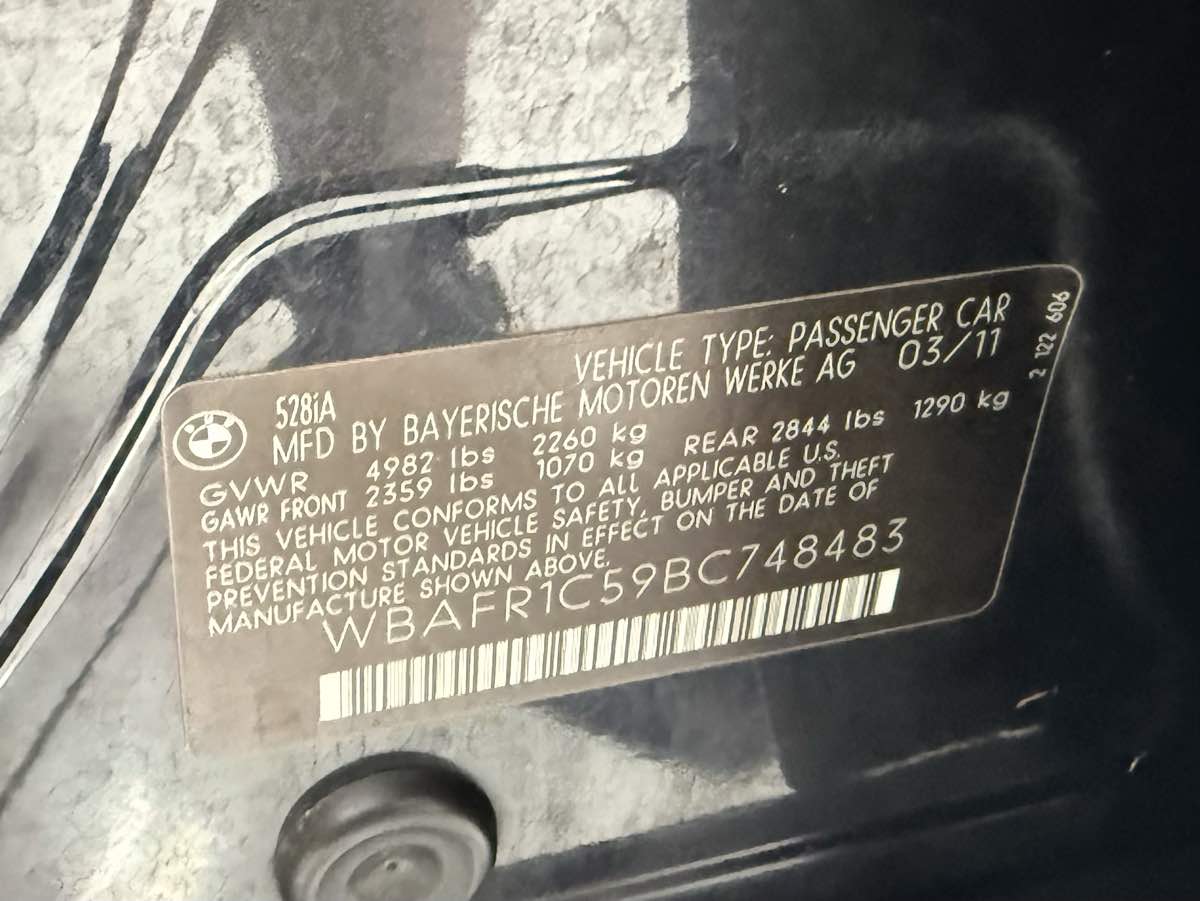 VEHICLE TYPE: PASSENGER CAR
528iA
MFD BY BAYERISCHE MOTOREN WERKE AG 03/11
GVWR 4982 lbs 2260 kg
GAWR FRONT 2359 lbs 1070 kg REAR 2844 lbs 1290 kg
THIS VEHICLE CONFORMS TO ALL APPLICABLE U.S.
FEDERAL MOTOR VEHICLE SAFETY, BUMPER AND THEFT
PREVENTION STANDARDS IN EFFECT ON THE DATE OF
MANUFACTURE SHOWN ABOVE.
WBAFR1C59BC748483
2 122 606